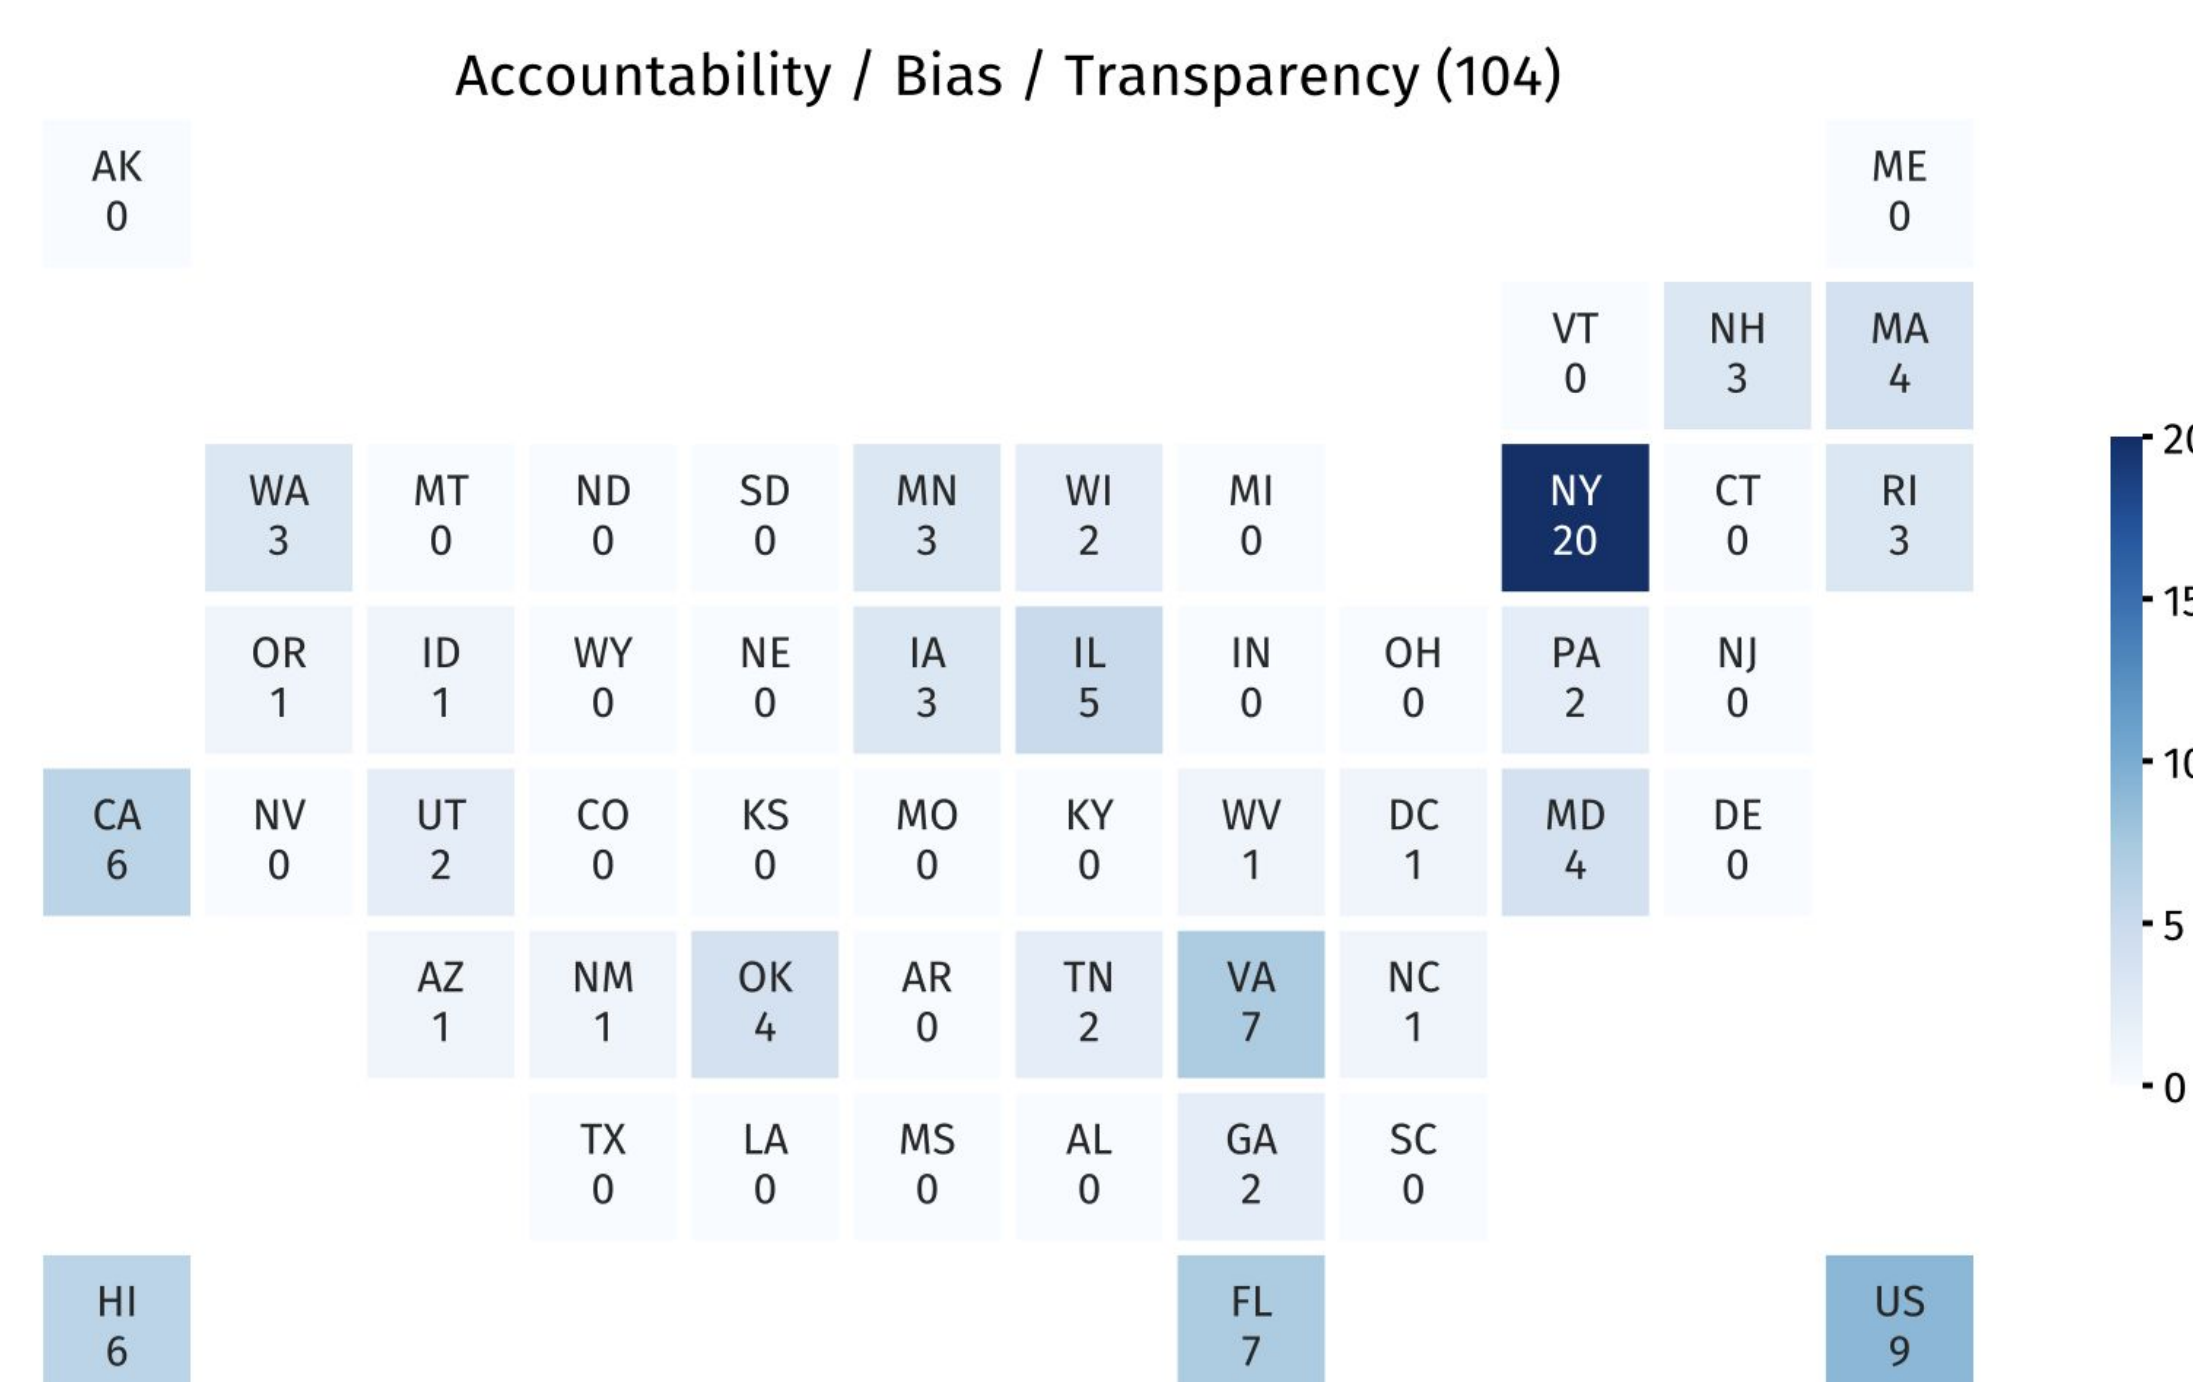 Accountability / Bias / Transparency (104)
AK ME
0 0
VT NH MA
0 3 4
WA MT ND SD MN WI MI NY CT RI
3 0 0 0 3 2 0 20 0 3
OR ID WY NE IA IL IN OH PA NJ
1 1 0 0 3 5 0 0 2 0
CA NV UT CO KS MO KY WV DC MD DE
6 0 2 0 0 0 0 1 1 4 0
AZ NM OK AR TN VA NC
1 1 4 0 2 7 1
TX LA MS AL GA SC
0 0 0 0 2 0
HI FL US
6 7 9
20
15
10
5
0